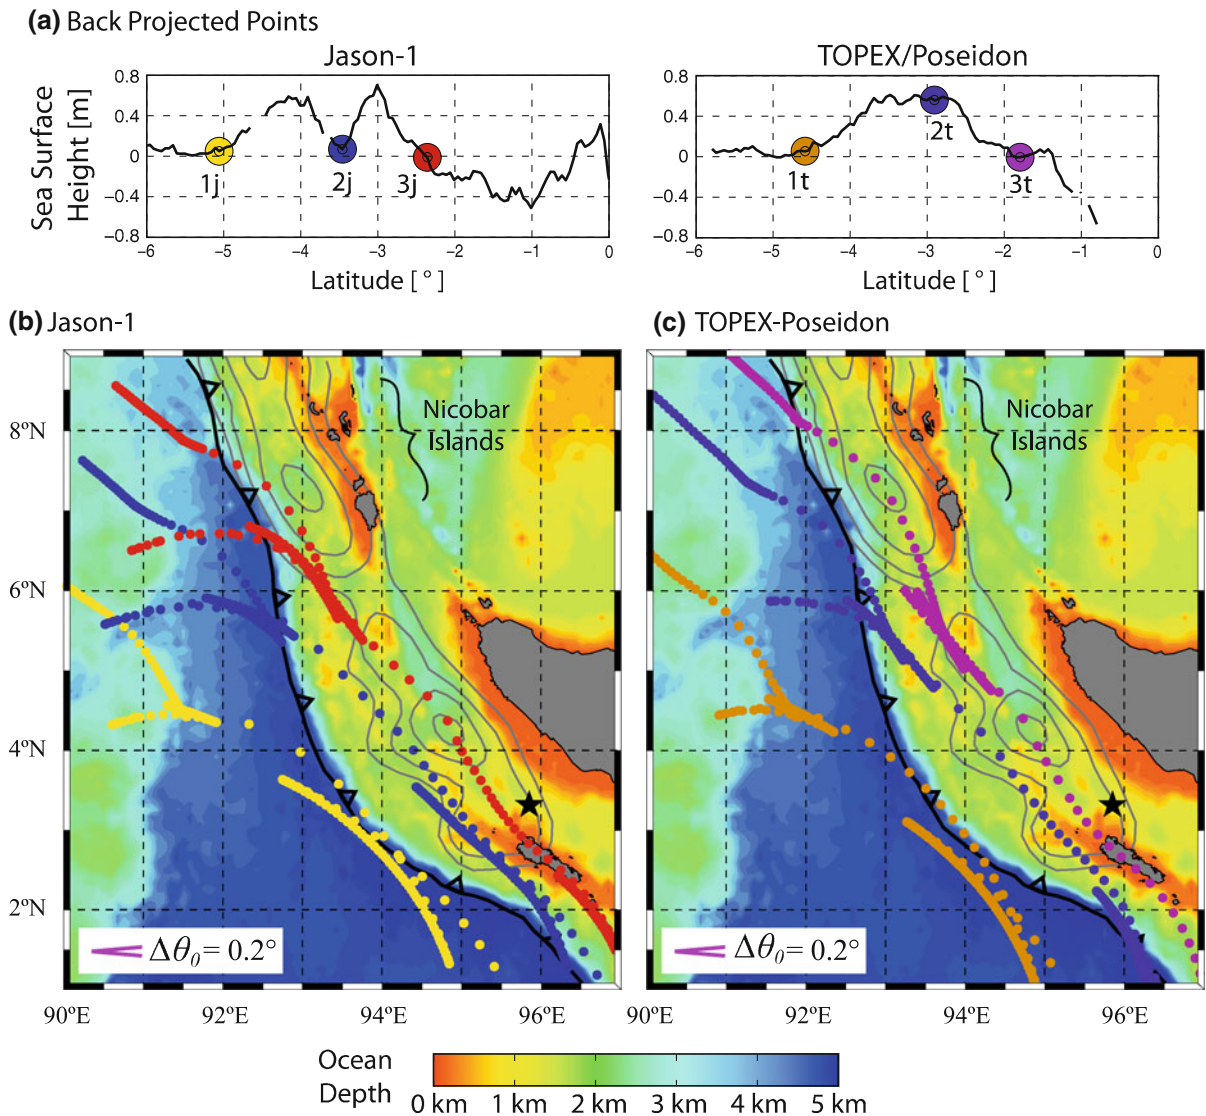 (a) Back Projected Points
Jason-1
TOPEX/Poseidon
Sea Surface
Height [m]
0.8
0.4
0
−0.4
−0.8
1j
2j
3j
−6 −5 −4 −3 −2 −1 0
Latitude [ ° ]
0.8
0.4
0
−0.4
−0.8
1t
2t
3t
−6 −5 −4 −3 −2 −1 0
Latitude [ ° ]
(b) Jason-1
(c) TOPEX-Poseidon
8ºN
6ºN
4ºN
2ºN
Nicobar
Islands
Δθ₀ = 0.2°
90ºE 92ºE 94ºE 96ºE
Nicobar
Islands
Δθ₀ = 0.2°
90ºE 92ºE 94ºE 96ºE
Ocean
Depth
0 km 1 km 2 km 3 km 4 km 5 km